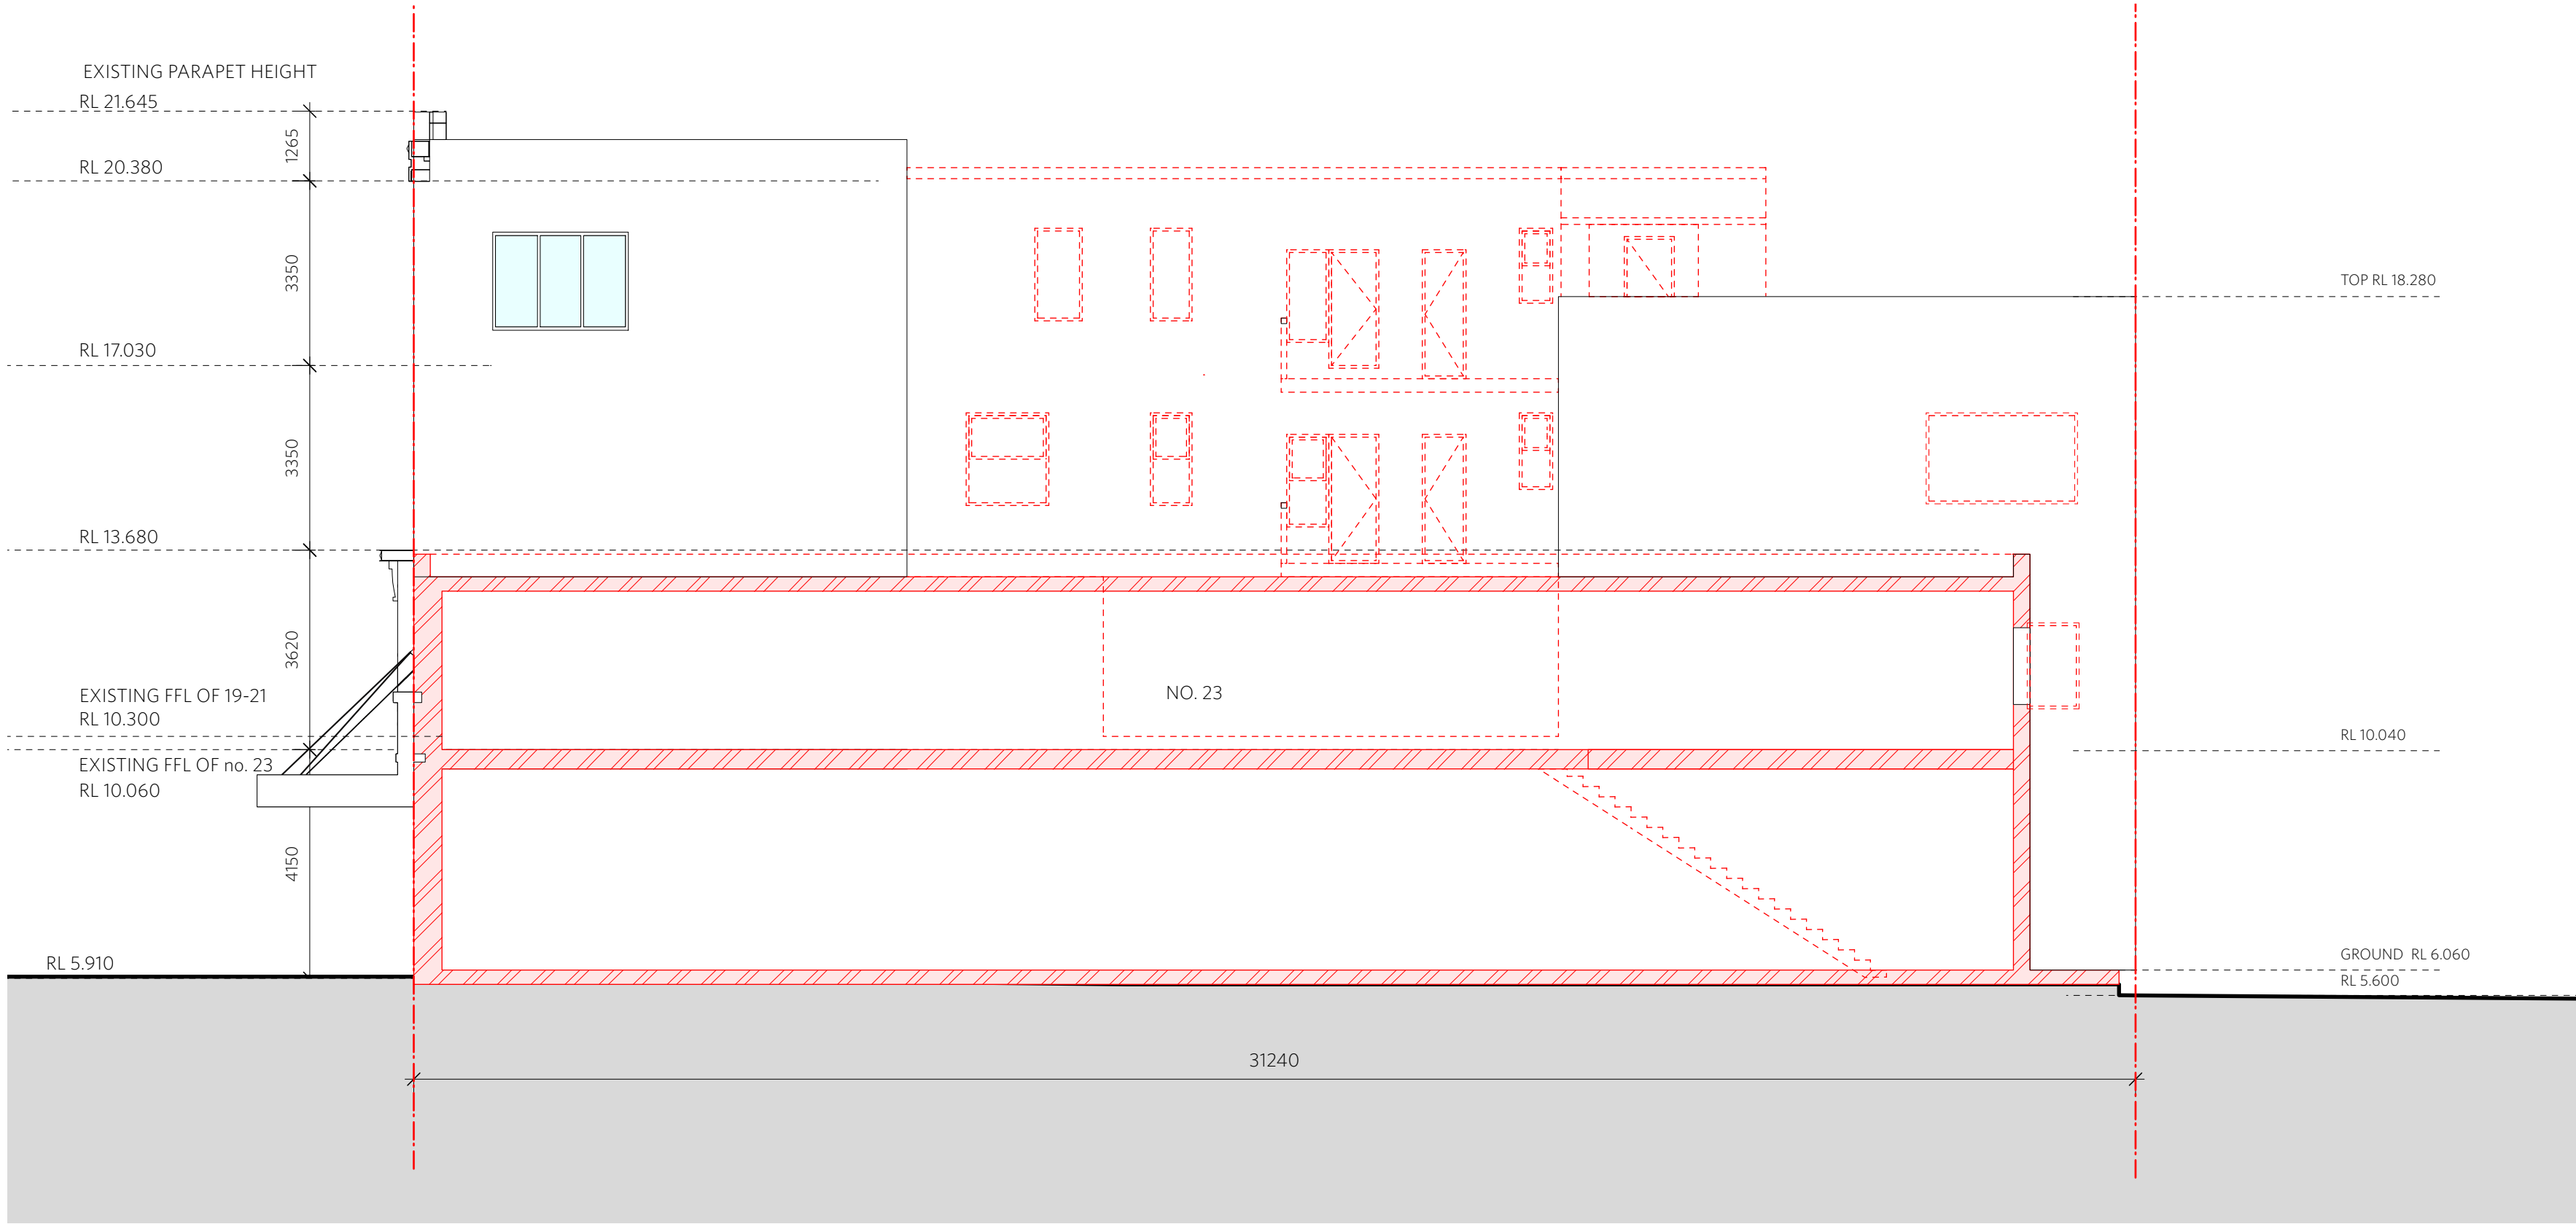 EXISTING PARAPET HEIGHT
RL 21.645
1265
RL 20.380
3350
TOP RL 18.280
RL 17.030
3350
RL 13.680
3620
EXISTING FFL OF 19-21
NO. 23
RL 10.300
RL 10.040
EXISTING FFL OF no. 23
RL 10.060
4150
RL 5.910
GROUND RL 6.060
RL 5.600
31240